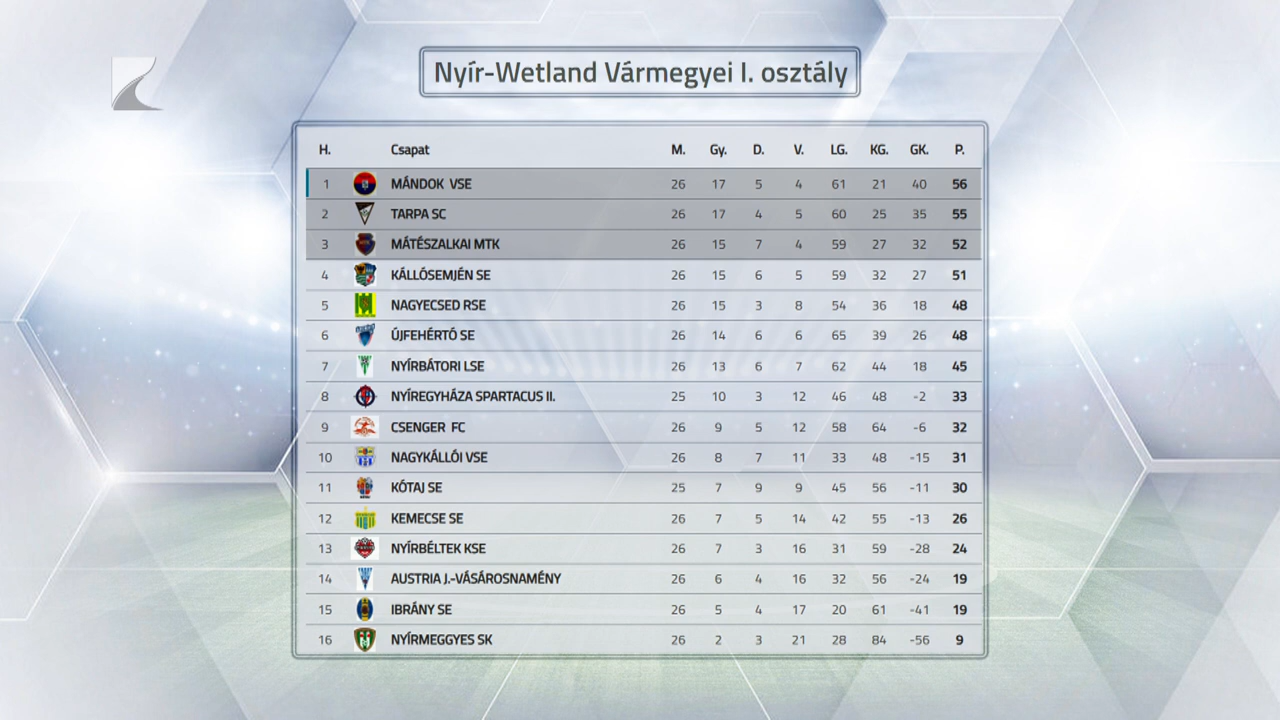 Nyír-Wetland Vármegyei I. osztály
H. Csapat M. Gy. D. V. LG. KG. GK. P.
1 MÁNDOK VSE 26 17 5 4 61 21 40 56
2 TARPA SC 26 17 4 5 60 25 35 55
3 MÁTÉSZALKAI MTK 26 15 7 4 59 27 32 52
4 KÁLLÓSEMJÉN SE 26 15 6 5 59 32 27 51
5 NAGYECSED RSE 26 15 3 8 54 36 18 48
6 ÚJFEHÉRTÓ SE 26 14 6 6 65 39 26 48
7 NYÍRBÁTORI LSE 26 13 6 7 62 44 18 45
8 NYÍREGYHÁZA SPARTACUS II. 25 10 3 12 46 48 -2 33
9 CSENGER FC 26 9 5 12 58 64 -6 32
10 NAGYKÁLLÓI VSE 26 8 7 11 33 48 -15 31
11 KÓTAJ SE 25 7 9 9 45 56 -11 30
12 KEMECSE SE 26 7 5 14 42 55 -13 26
13 NYÍRBÉLTEK KSE 26 7 3 16 31 59 -28 24
14 AUSTRIA J.-VÁSÁROSNAMÉNY 26 6 4 16 32 56 -24 19
15 IBRÁNY SE 26 5 4 17 20 61 -41 19
16 NYÍRMEGGYES SK 26 2 3 21 28 84 -56 9